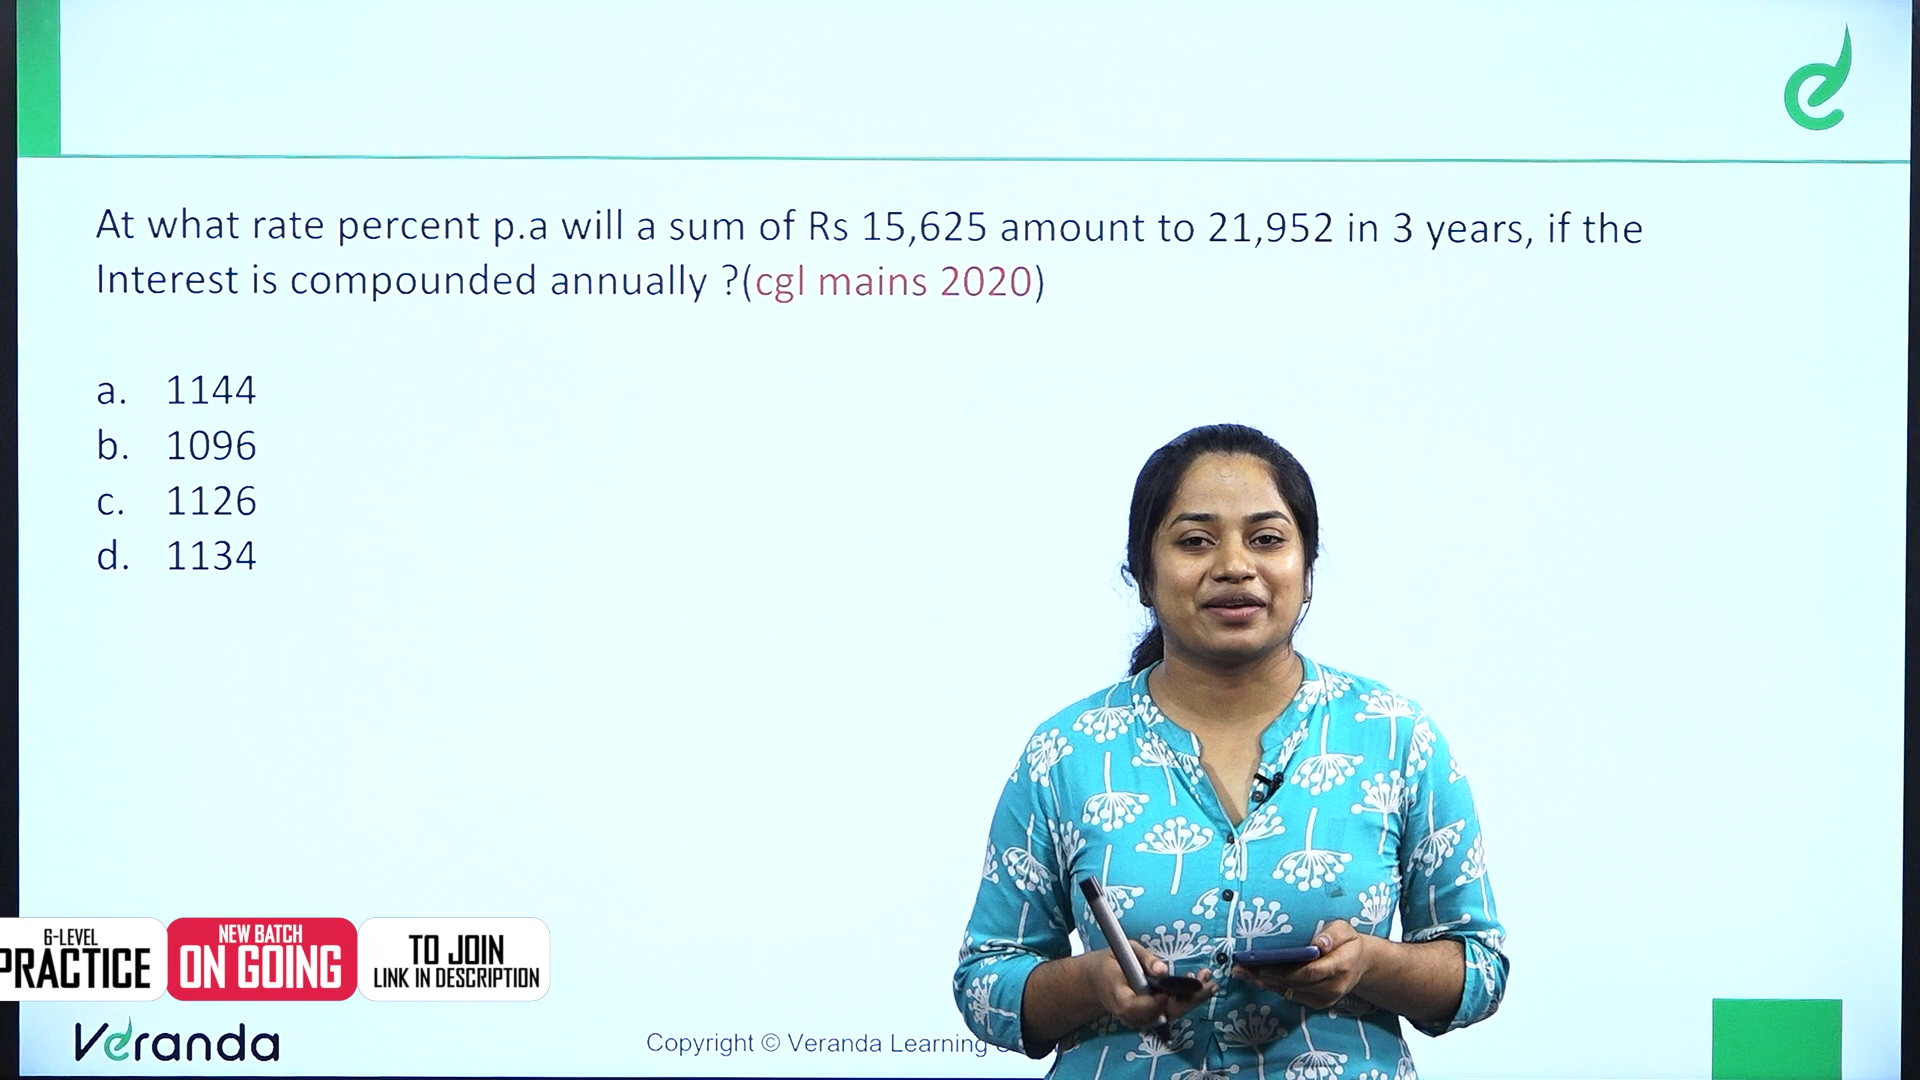 At what rate percent p.a will a sum of Rs 15,625 amount to 21,952 in 3 years, if the
Interest is compounded annually ?(cgl mains 2020)
a. 1144
b. 1096
c. 1126
d. 1134
6-LEVEL
PRACTICE
NEW BATCH
ON GOING
TO JOIN
LINK IN DESCRIPTION
Veranda
Copyright © Veranda Learning